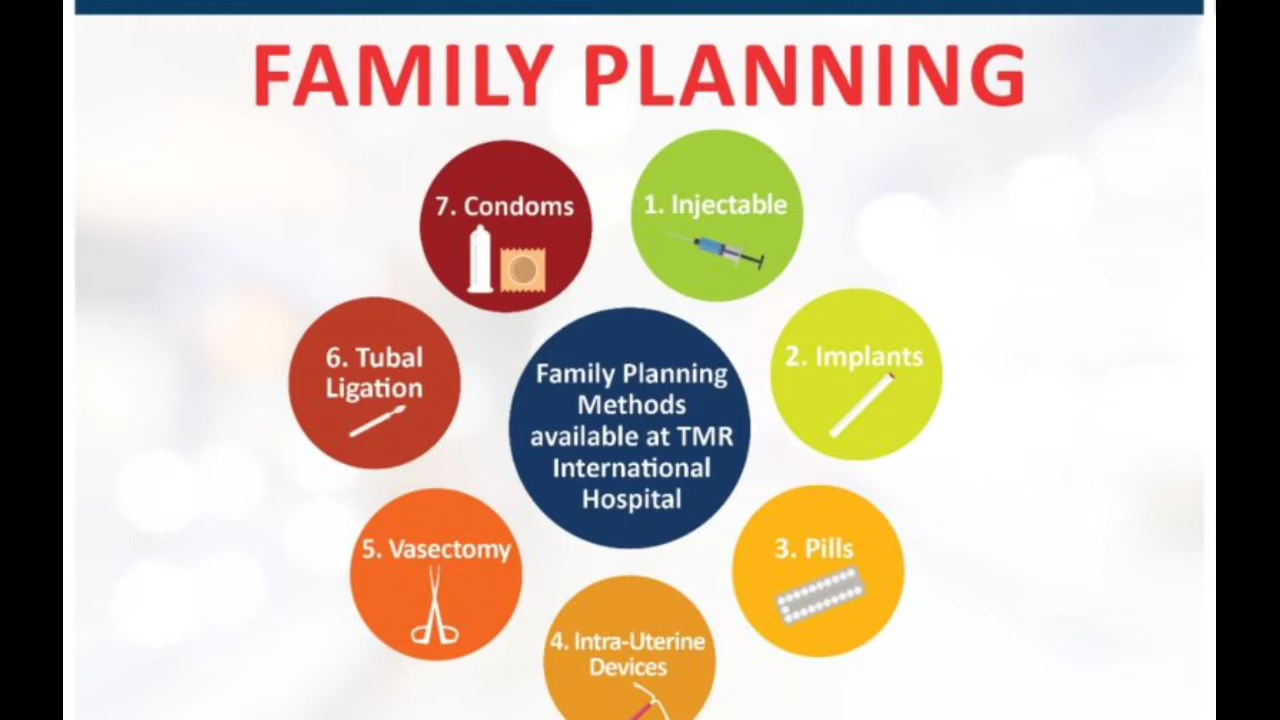 FAMILY PLANNING
7. Condoms
1. Injectable
6. Tubal
Ligation
Family Planning
Methods
available at TMR
International
Hospital
2. Implants
5. Vasectomy
3. Pills
4. Intra-Uterine
Devices